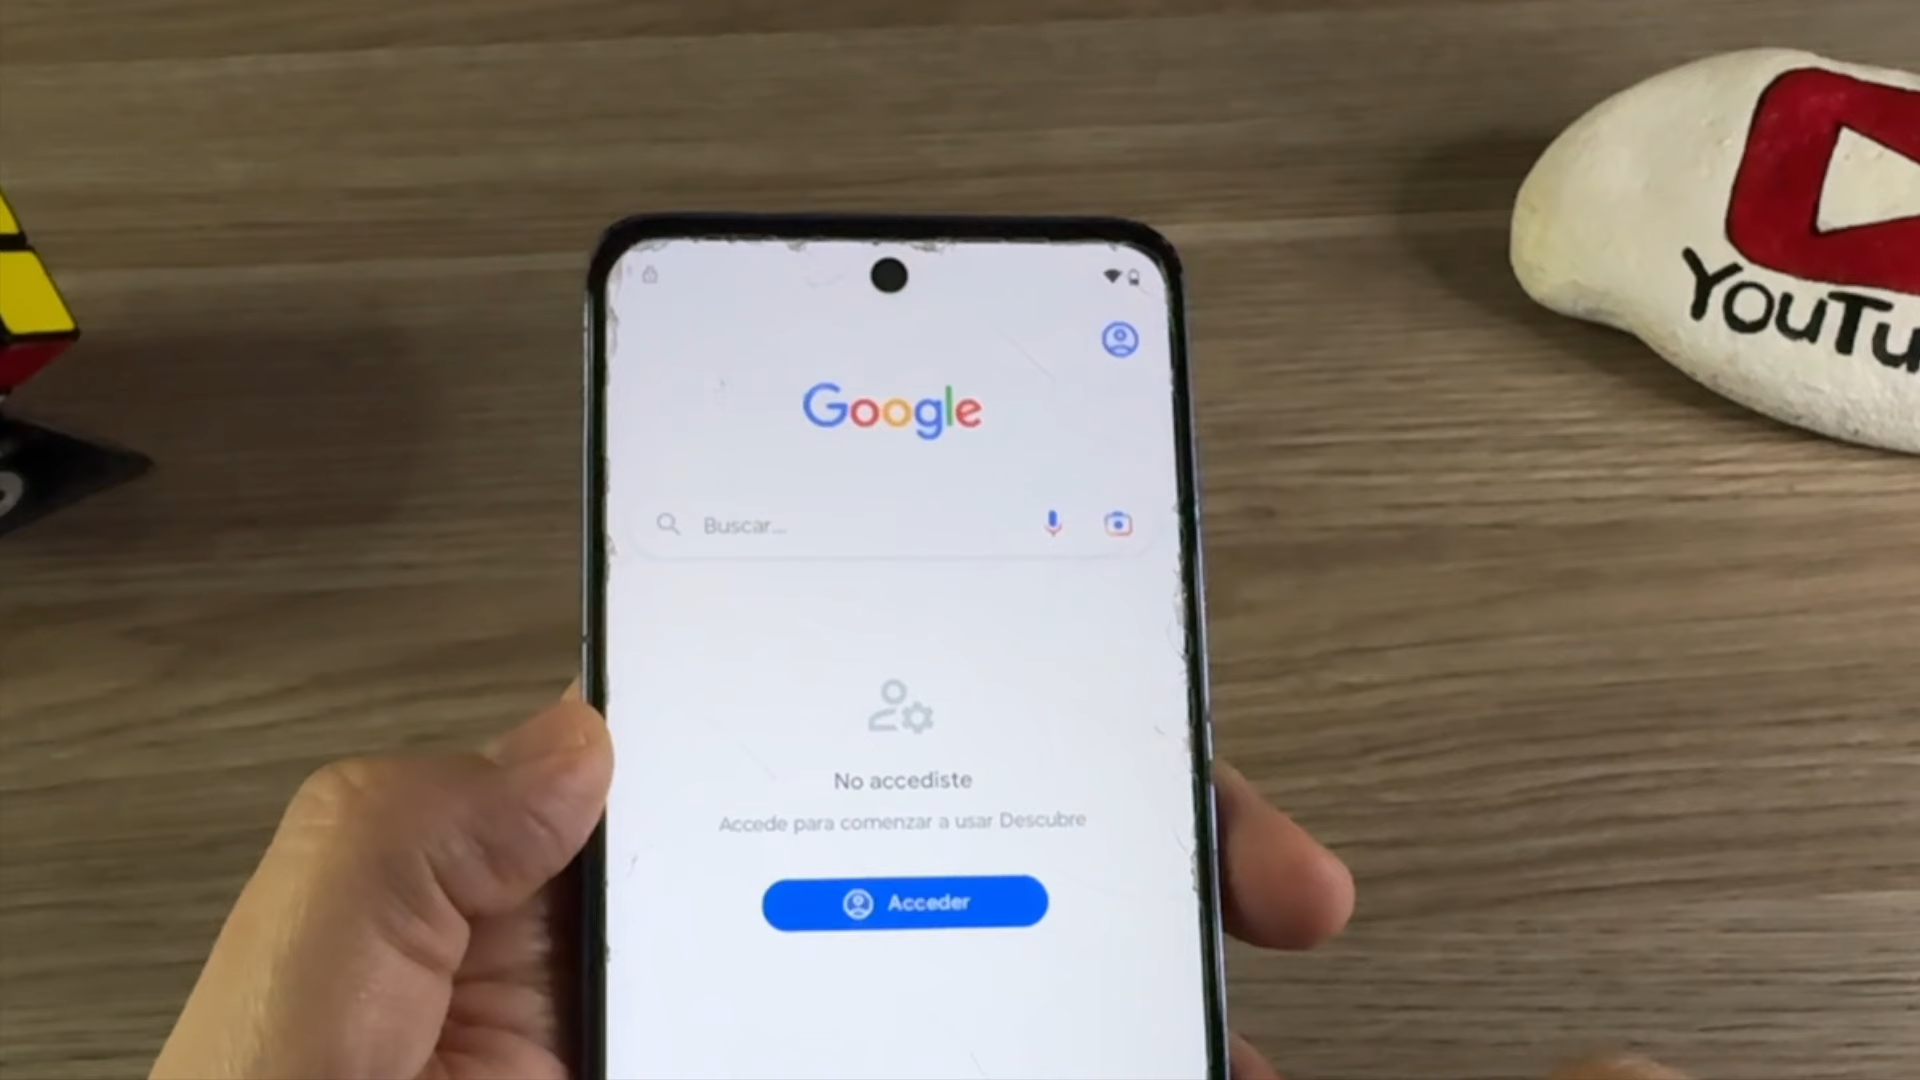 Google
Buscar...
No accediste
Accede para comenzar a usar Descubre
Acceder
YouTu